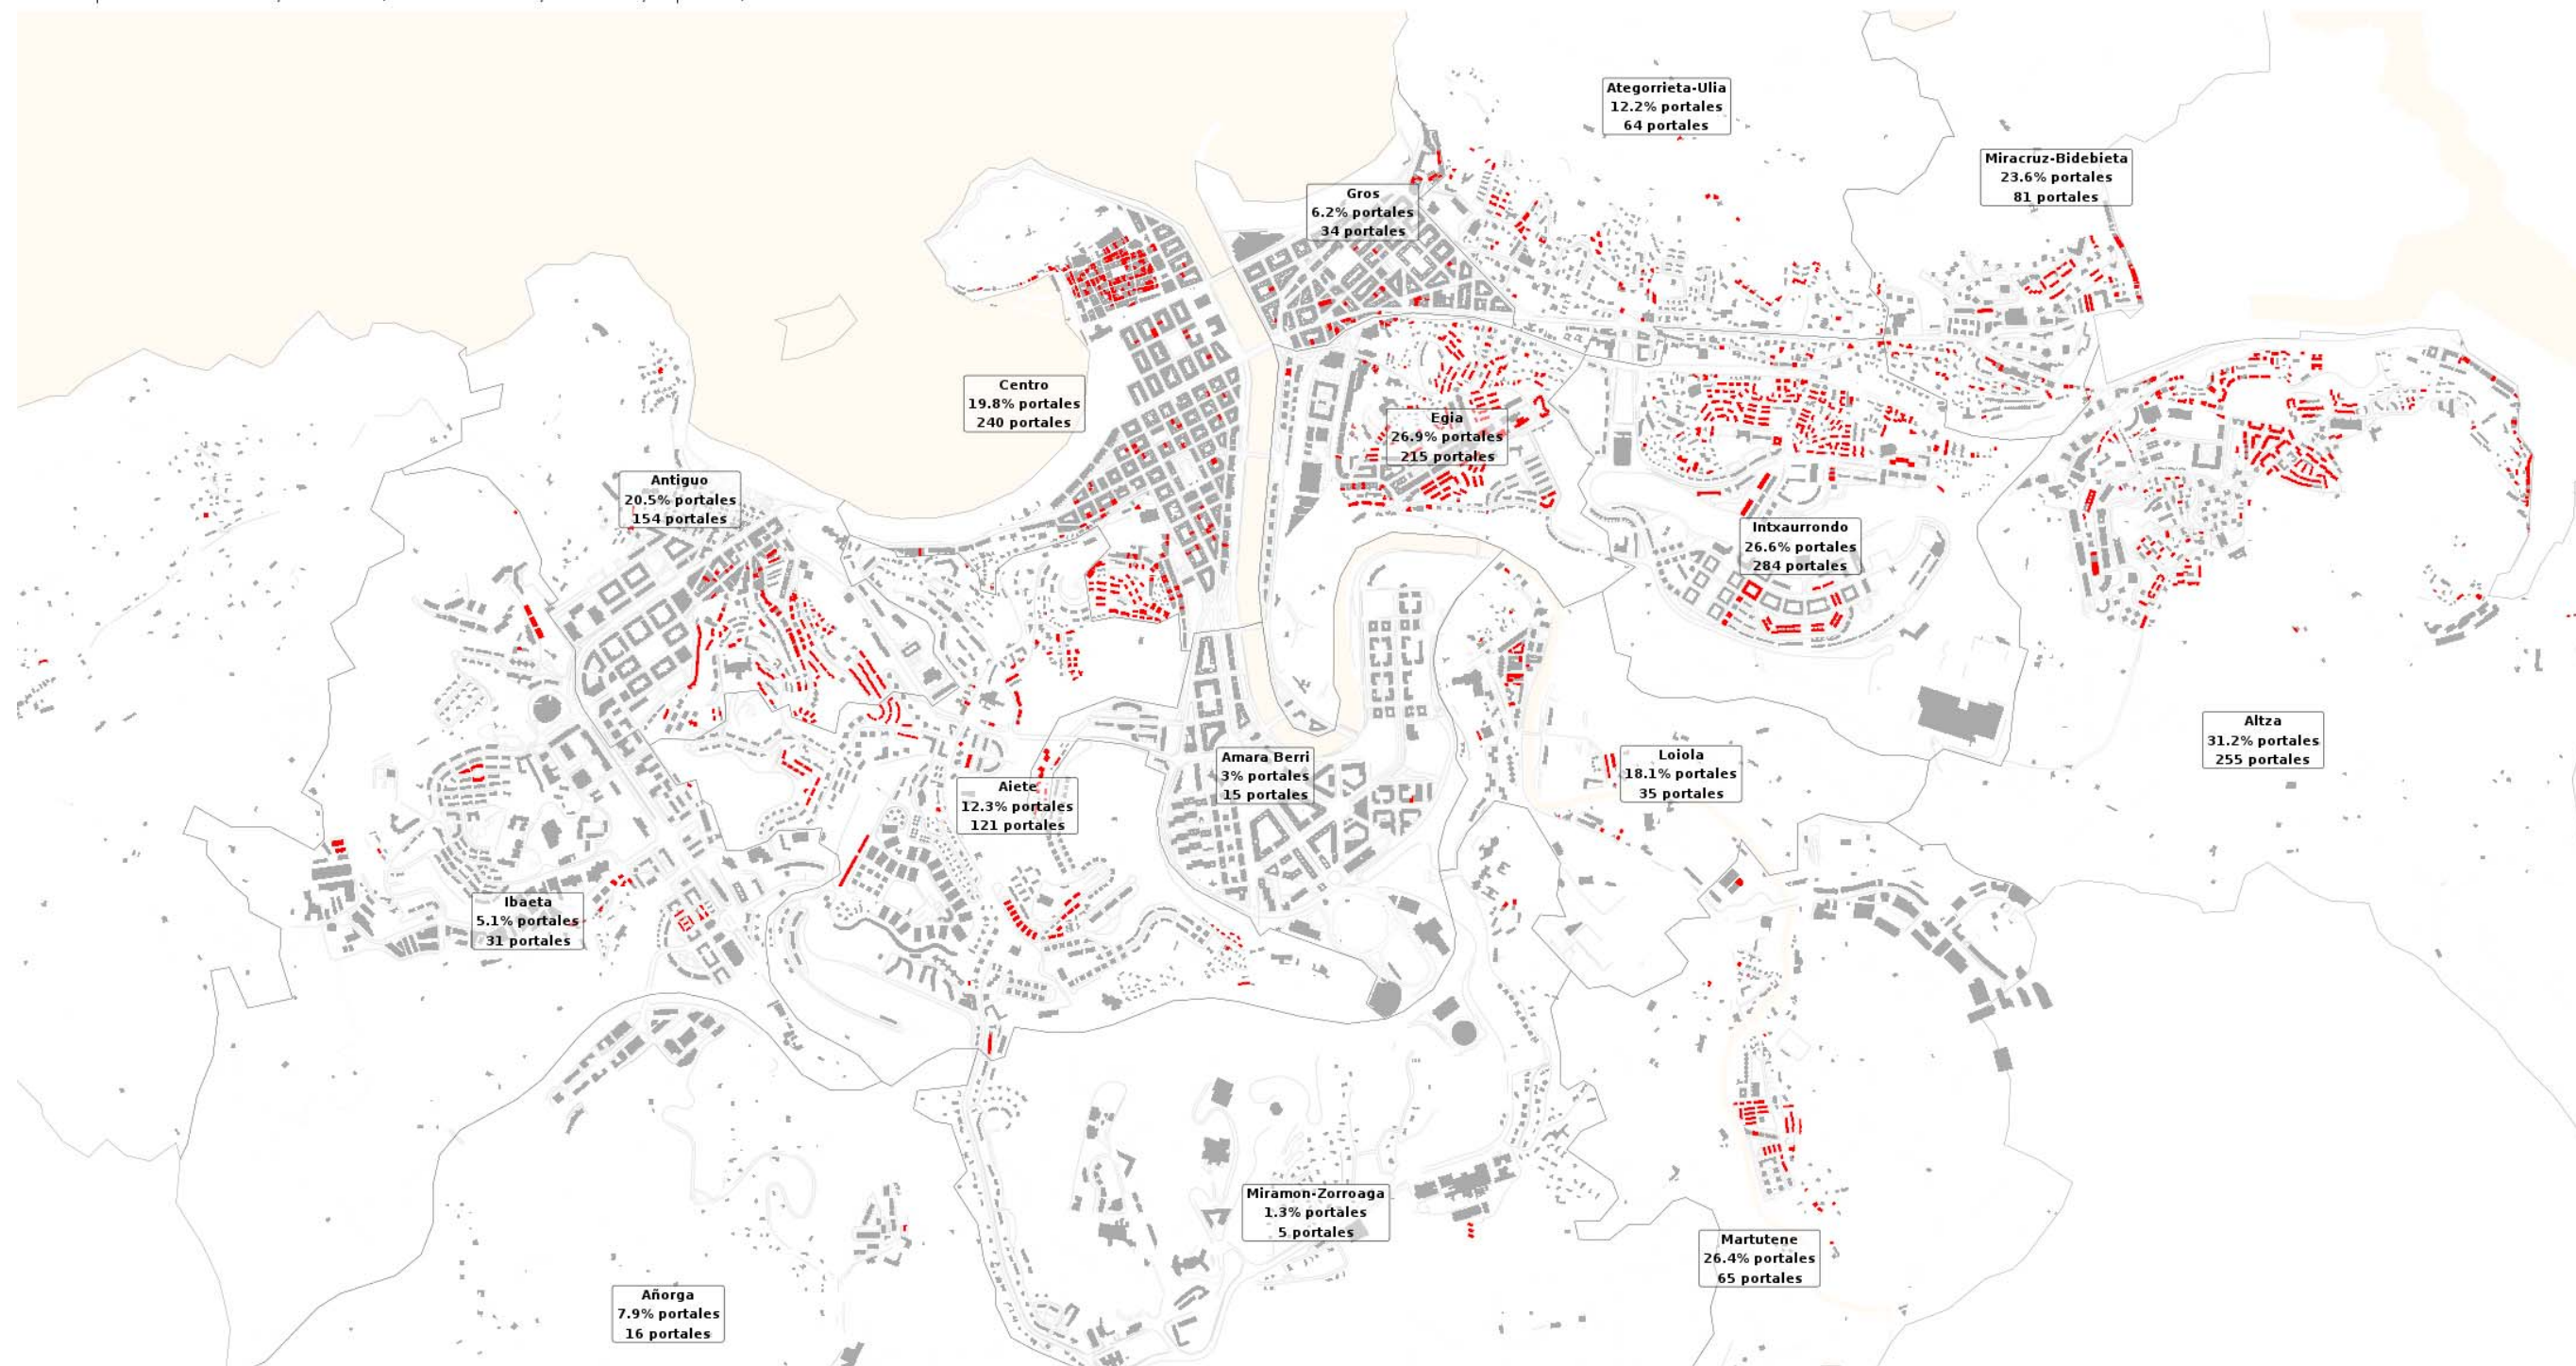 Ategorrieta-Ulia
12.2% portales
64 portales
Miracruz-Bidebieta
23.6% portales
81 portales
Gros
6.2% portales
34 portales
Centro
19.8% portales
240 portales
Egia
26.9% portales
215 portales
Antiguo
20.5% portales
154 portales
Intxaurrondo
26.6% portales
284 portales
Altza
31.2% portales
255 portales
Amara Berri
3% portales
15 portales
Loiola
18.1% portales
35 portales
Aiete
12.3% portales
121 portales
Ibaeta
5.1% portales
31 portales
Miramon-Zorroaga
1.3% portales
5 portales
Martutene
26.4% portales
65 portales
Añorga
7.9% portales
16 portales